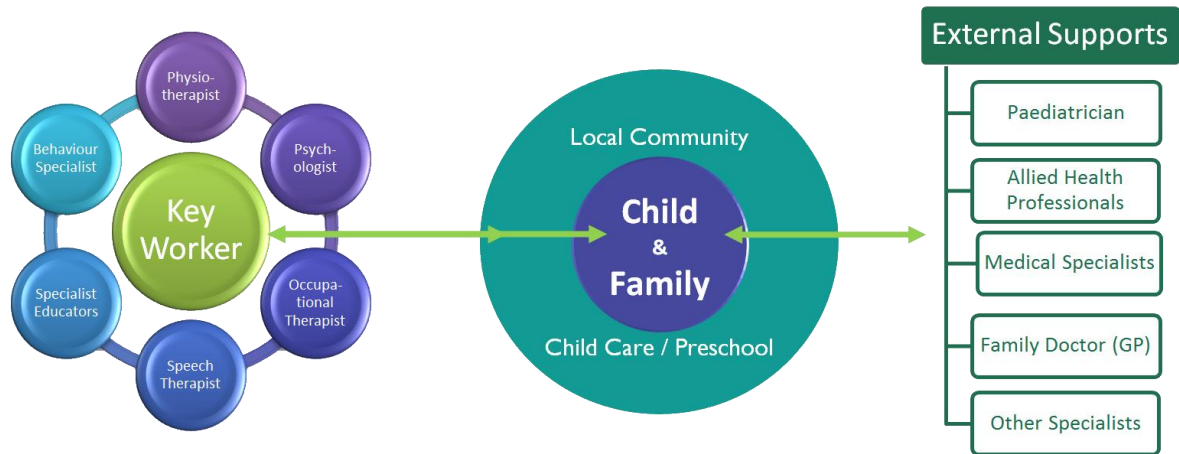 Physio-
therapist
Psych-
ologist
Occupa-
tional
Therapist
Speech
Therapist
Specialist
Educators
Behaviour
Specialist
Key
Worker
Local Community
Child
&
Family
Child Care / Preschool
External Supports
Paediatrician
Allied Health
Professionals
Medical Specialists
Family Doctor (GP)
Other Specialists